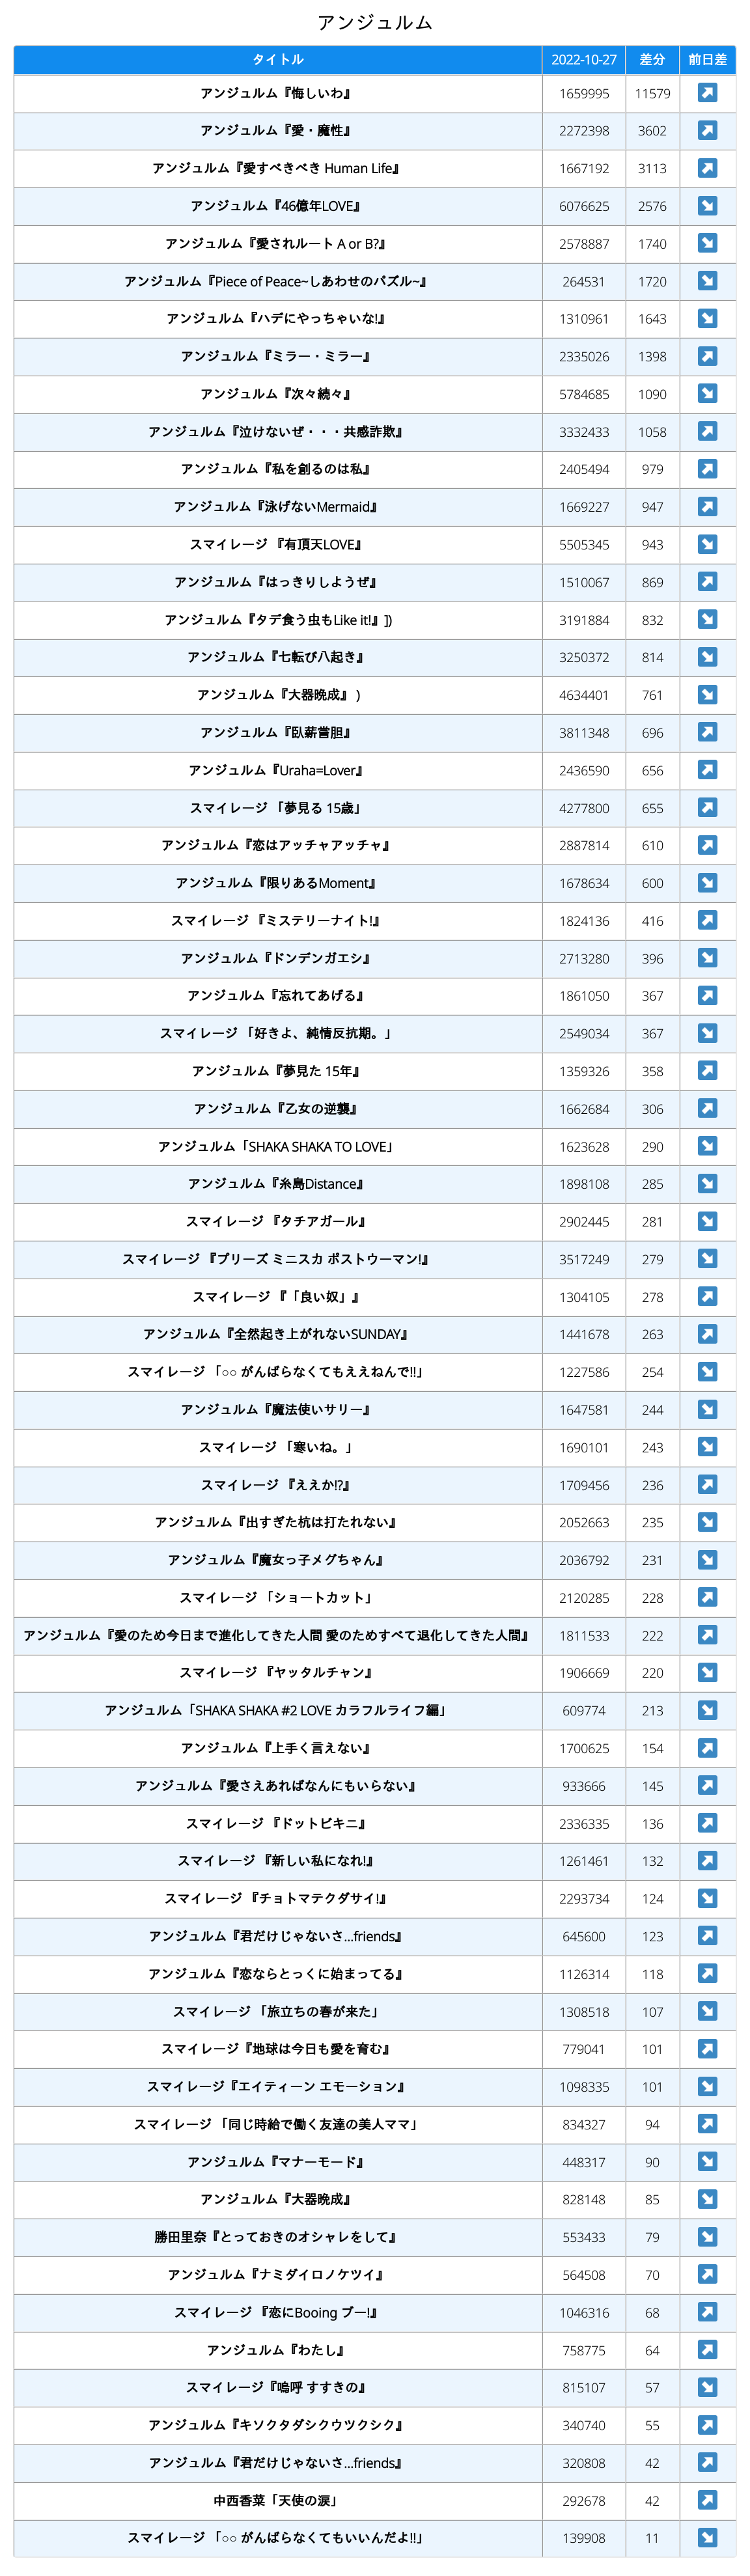 アンジュルム
タイトル 2022-10-27 差分 前日差
アンジュルム『悔しいわ』 1659995 11579
アンジュルム『愛・魔性』 2272398 3602
アンジュルム『愛すべきべき Human Life』 1667192 3113
アンジュルム『46億年LOVE』 6076625 2576
アンジュルム『愛されルート A or B?』 2578887 1740
アンジュルム『Piece of Peace~しあわせのパズル~』 264531 1720
アンジュルム『ハデにやっちゃいな!』 1310961 1643
アンジュルム『ミラー・ミラー』 2335026 1398
アンジュルム『次々続々』 5784685 1090
アンジュルム『泣けないぜ・・・共感詐欺』 3332433 1058
アンジュルム『私を創るのは私』 2405494 979
アンジュルム『泳げないMermaid』 1669227 947
スマイレージ 『有頂天LOVE』 5505345 943
アンジュルム『はっきりしようぜ』 1510067 869
アンジュルム『タデ食う虫もLike it!』]) 3191884 832
アンジュルム『七転び八起き』 3250372 814
アンジュルム『大器晩成』 ) 4634401 761
アンジュルム『臥薪嘗胆』 3811348 696
アンジュルム『Uraha=Lover』 2436590 656
スマイレージ 「夢見る 15歳」 4277800 655
アンジュルム『恋はアッチャアッチャ』 2887814 610
アンジュルム『限りあるMoment』 1678634 600
スマイレージ 『ミステリーナイト!』 1824136 416
アンジュルム『ドンデンガエシ』 2713280 396
アンジュルム『忘れてあげる』 1861050 367
スマイレージ 「好きよ、純情反抗期。」 2549034 367
アンジュルム『夢見た 15年』 1359326 358
アンジュルム『乙女の逆襲』 1662684 306
アンジュルム「SHAKA SHAKA TO LOVE」 1623628 290
アンジュルム『糸島Distance』 1898108 285
スマイレージ 『タチアガール』 2902445 281
スマイレージ 『プリーズ ミニスカ ポストウーマン!』 3517249 279
スマイレージ 『「良い奴」』 1304105 278
アンジュルム『全然起き上がれないSUNDAY』 1441678 263
スマイレージ 「○○ がんばらなくてもええねんで!!」 1227586 254
アンジュルム『魔法使いサリー』 1647581 244
スマイレージ 「寒いね。」 1690101 243
スマイレージ 『ええか!?』 1709456 236
アンジュルム『出すぎた杭は打たれない』 2052663 235
アンジュルム『魔女っ子メグちゃん』 2036792 231
スマイレージ 「ショートカット」 2120285 228
アンジュルム『愛のため今日まで進化してきた人間 愛のためすべて退化してきた人間』 1811533 222
スマイレージ 『ヤッタルチャン』 1906669 220
アンジュルム「SHAKA SHAKA #2 LOVE カラフルライフ編」 609774 213
アンジュルム『上手く言えない』 1700625 154
アンジュルム『愛さえあればなんにもいらない』 933666 145
スマイレージ 『ドットビキニ』 2336335 136
スマイレージ 『新しい私になれ!』 1261461 132
スマイレージ 『チョトマテクダサイ!』 2293734 124
アンジュルム『君だけじゃないさ...friends』 645600 123
アンジュルム『恋ならとっくに始まってる』 1126314 118
スマイレージ 「旅立ちの春が来た」 1308518 107
スマイレージ『地球は今日も愛を育む』 779041 101
スマイレージ『エイティーン エモーション』 1098335 101
スマイレージ 「同じ時給で働く友達の美人ママ」 834327 94
アンジュルム『マナーモード』 448317 90
アンジュルム『大器晩成』 828148 85
勝田里奈『とっておきのオシャレをして』 553433 79
アンジュルム『ナミダイロノケツイ』 564508 70
スマイレージ 『恋にBooing ブー!』 1046316 68
アンジュルム『わたし』 758775 64
スマイレージ『嗚呼 すすきの』 815107 57
アンジュルム『キソクタダシクウツクシク』 340740 55
アンジュルム『君だけじゃないさ...friends』 320808 42
中西香菜「天使の涙」 292678 42
スマイレージ 「○○ がんばらなくてもいいんだよ!!」 139908 11